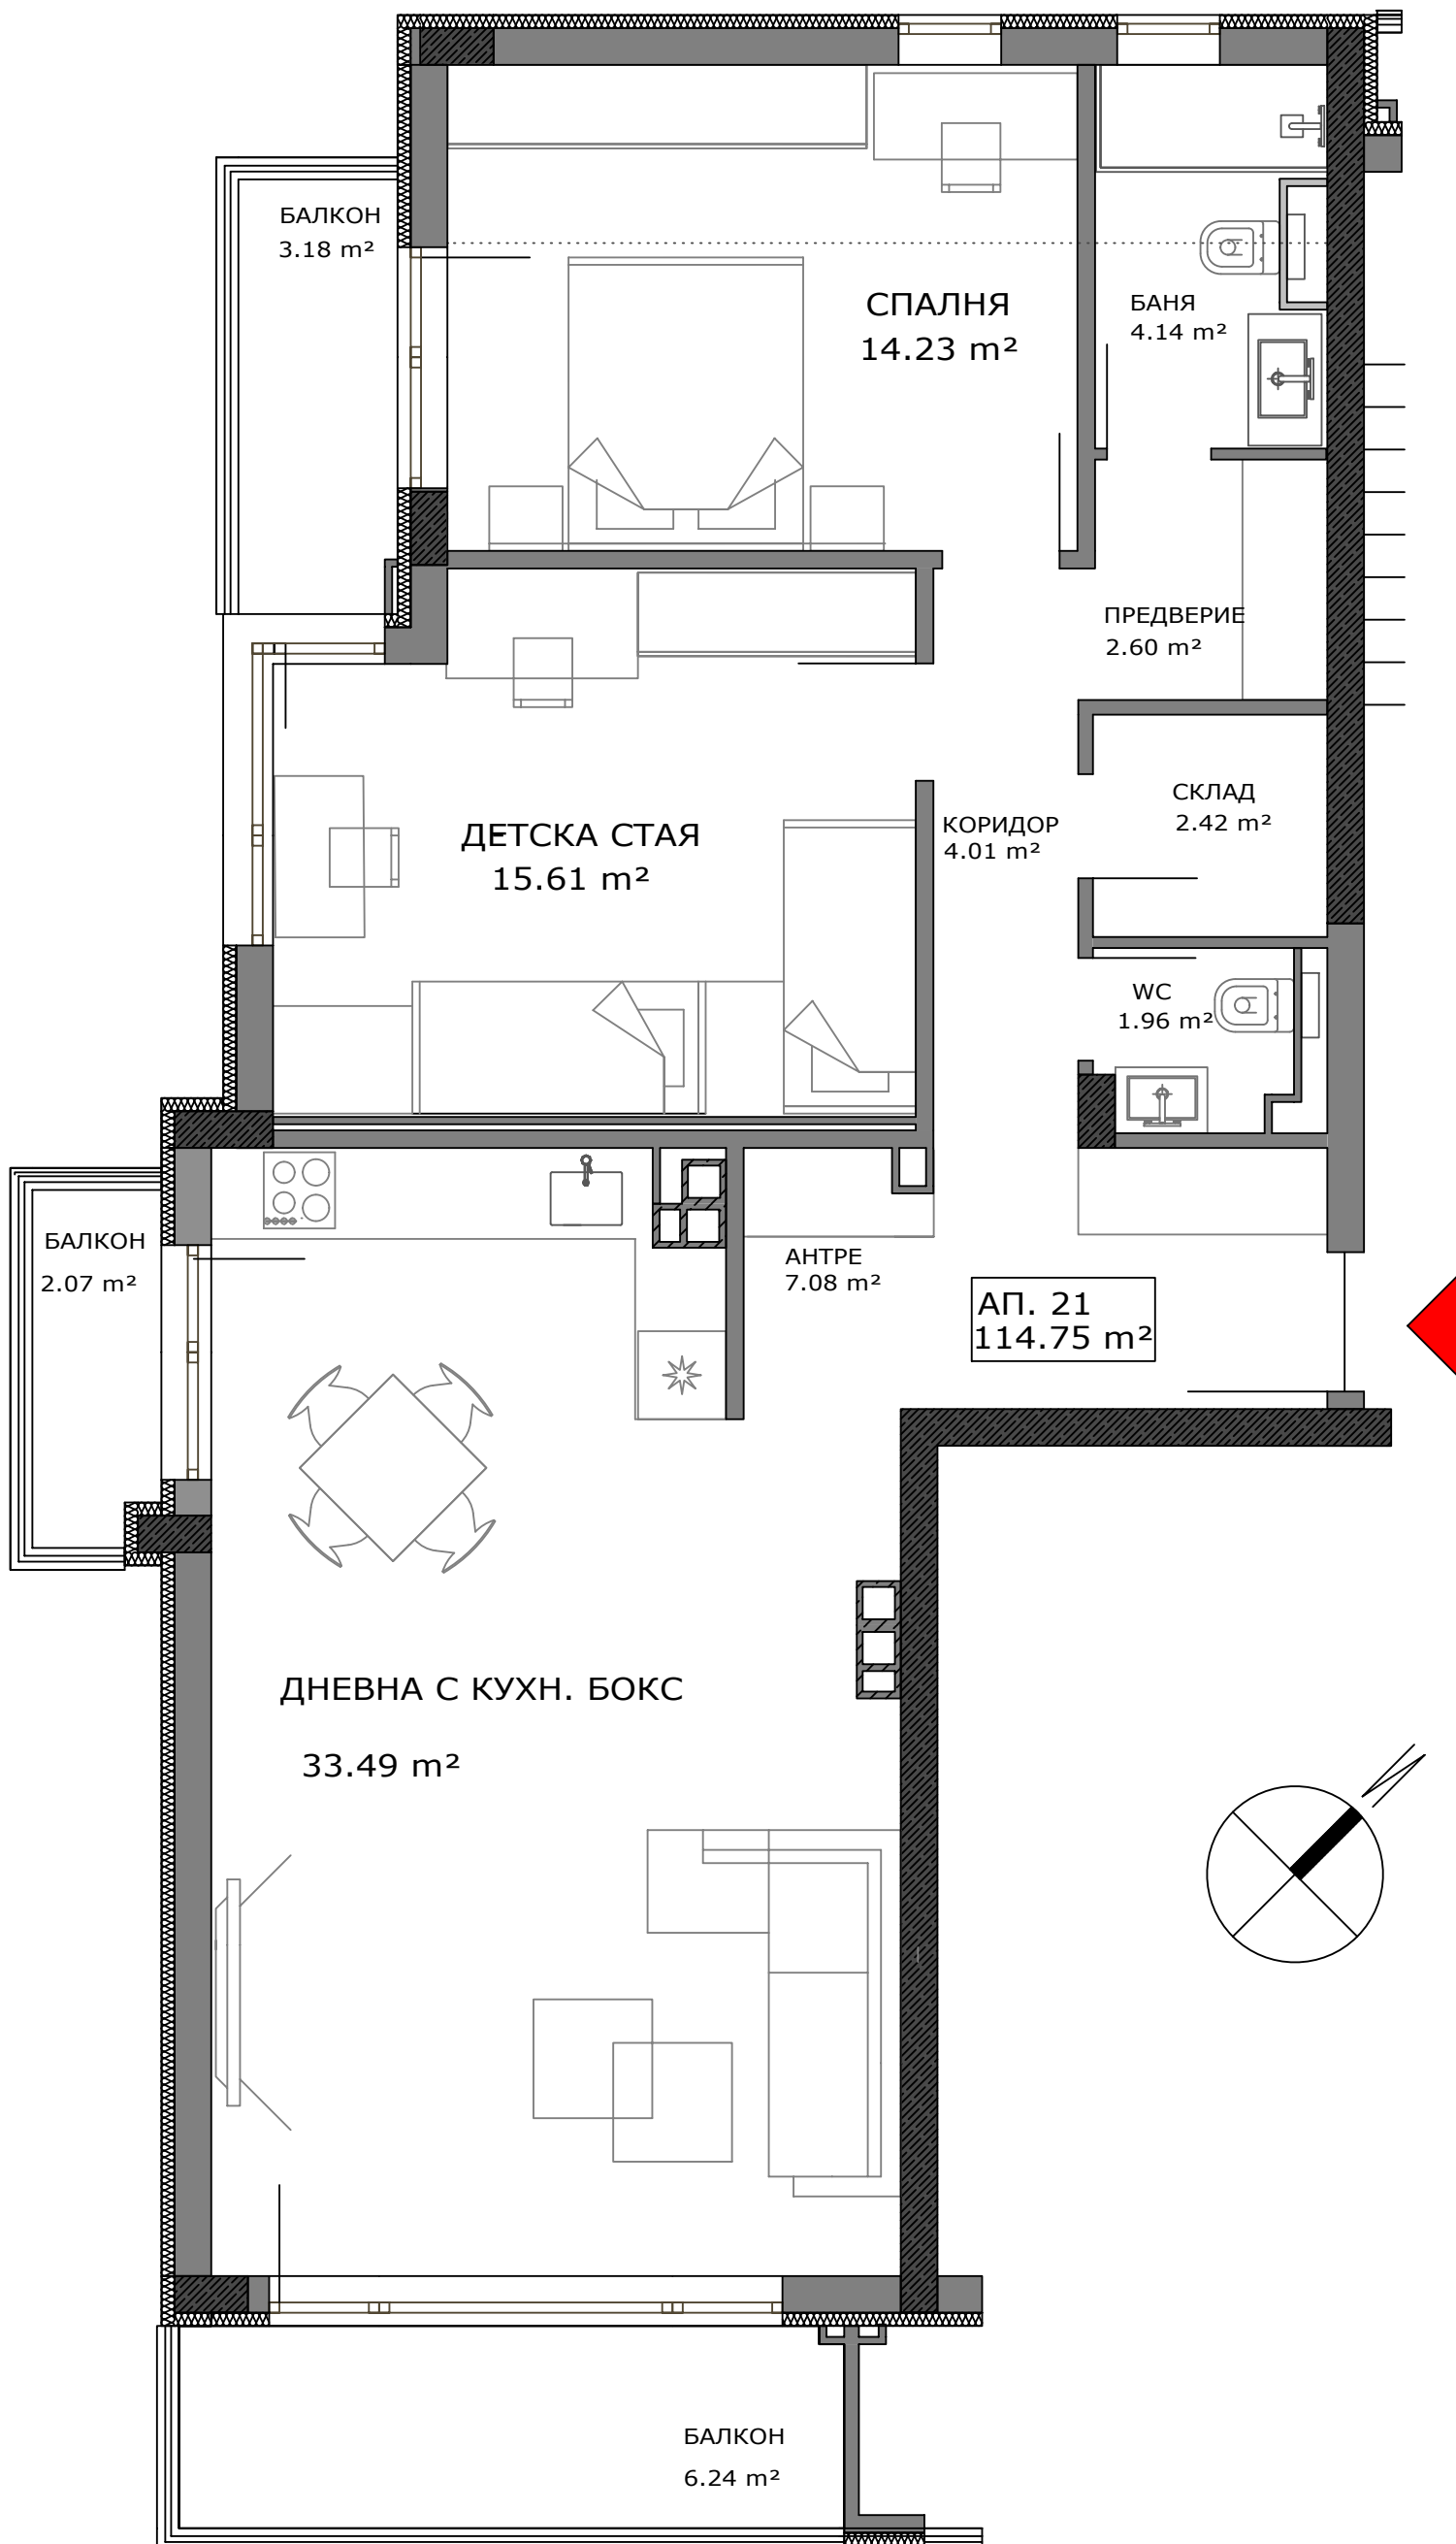 БАЛКОН
3.18 m²
СПАЛНЯ
14.23 m²
БАНЯ
4.14 m²
ПРЕДВЕРИЕ
2.60 m²
СКЛАД
2.42 m²
КОРИДОР
4.01 m²
ДЕТСКА СТАЯ
15.61 m²
WC
1.96 m²
БАЛКОН
2.07 m²
АНТРЕ
7.08 m²
АП. 21
114.75 m²
ДНЕВНА С КУХН. БОКС
33.49 m²
БАЛКОН
6.24 m²